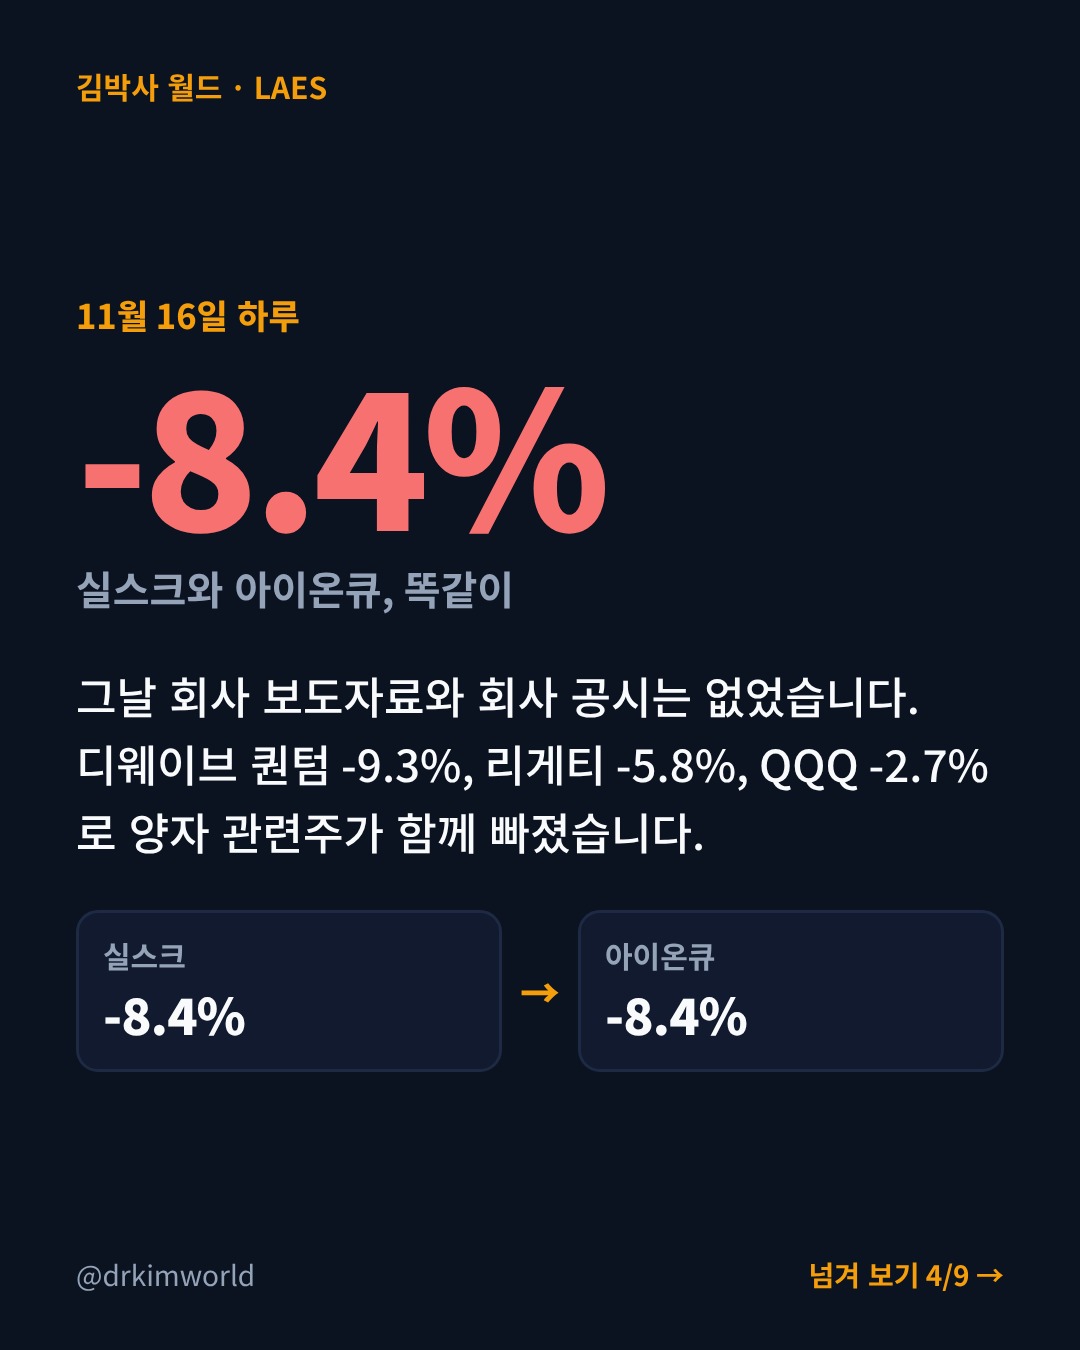 김박사 월드 · LAES
11월 16일 하루
-8.4%
실스크와 아이온큐, 똑같이
그날 회사 보도자료와 회사 공시는 없었습니다.
디웨이브 퀀텀 -9.3%, 리게티 -5.8%, QQQ -2.7%
로 양자 관련주가 함께 빠졌습니다.
실스크
-8.4%
→
아이온큐
-8.4%
@drkimworld
넘겨 보기 4/9 →